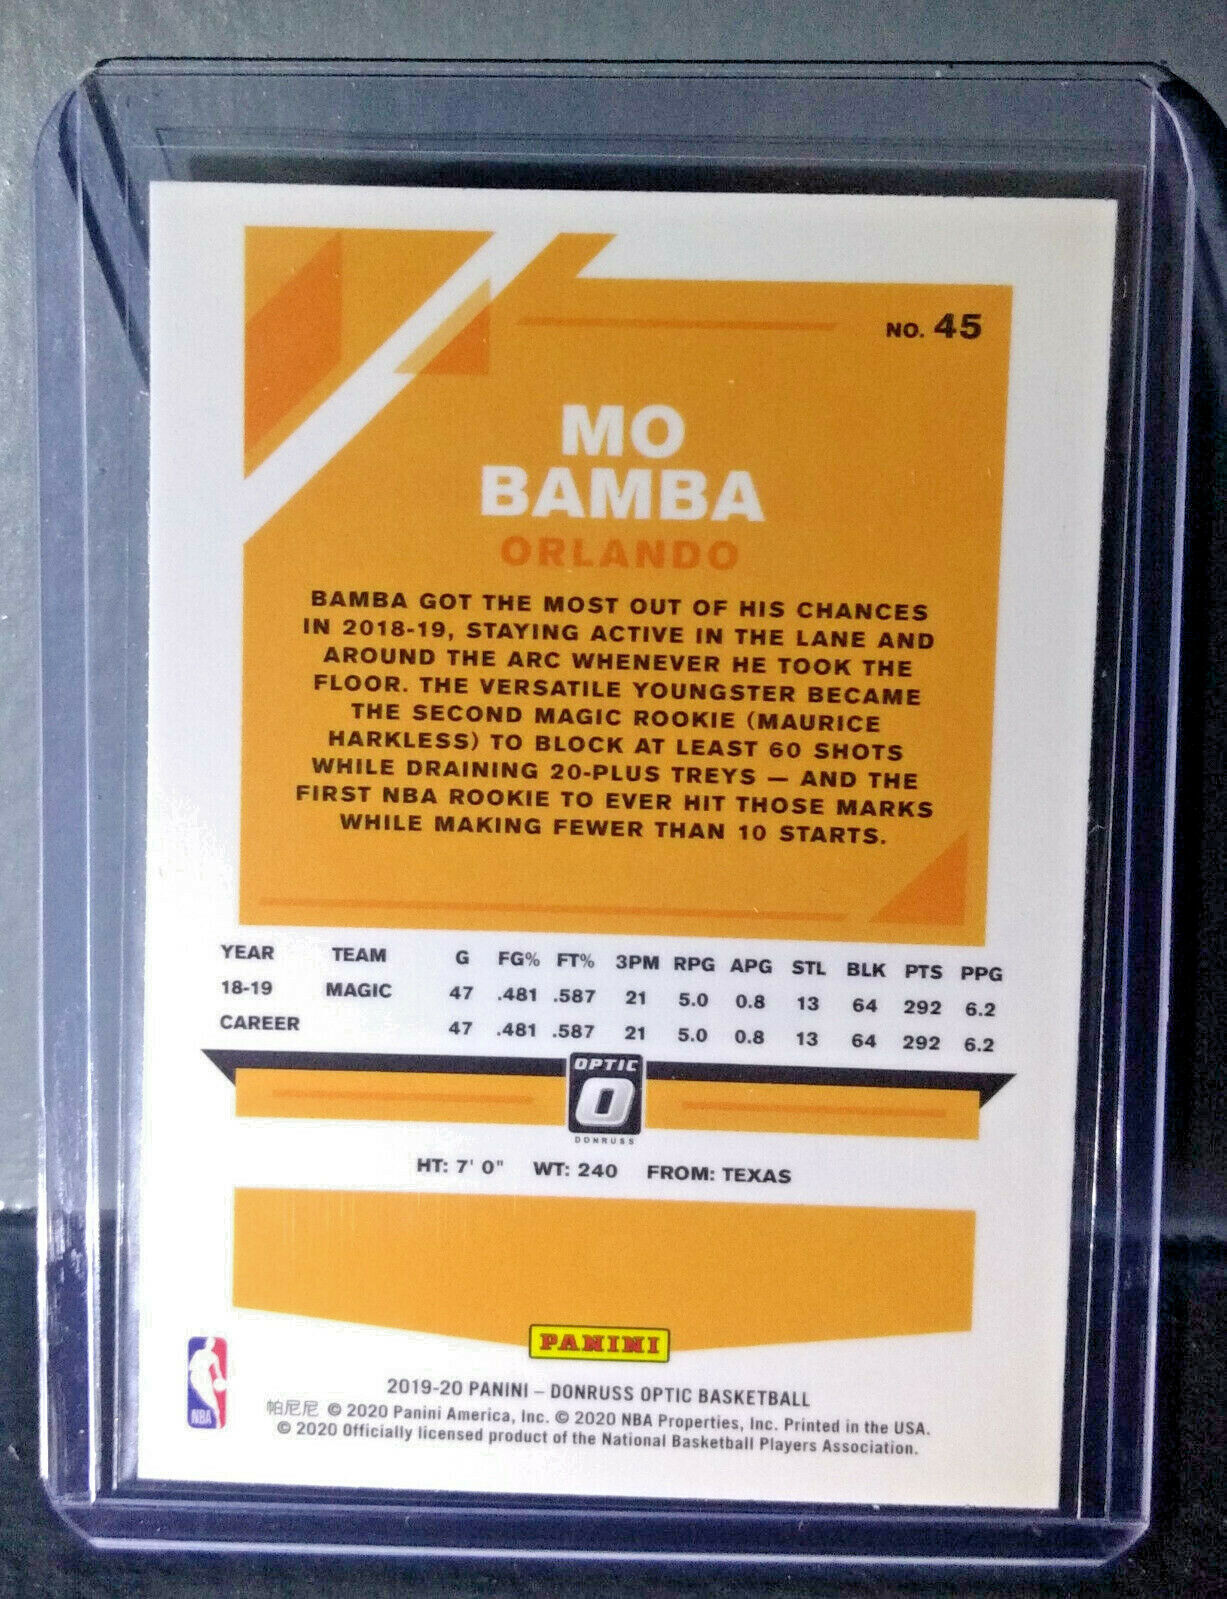 NO. 45
MO
BAMBA
ORLANDO
BAMBA GOT THE MOST OUT OF HIS CHANCES
IN 2018-19, STAYING ACTIVE IN THE LANE AND
AROUND THE ARC WHENEVER HE TOOK THE
FLOOR. THE VERSATILE YOUNGSTER BECAME
THE SECOND MAGIC ROOKIE (MAURICE
HARKLESS) TO BLOCK AT LEAST 60 SHOTS
WHILE DRAINING 20-PLUS TREYS — AND THE
FIRST NBA ROOKIE TO EVER HIT THOSE MARKS
WHILE MAKING FEWER THAN 10 STARTS.
YEAR TEAM G FG% FT% 3PM RPG APG STL BLK PTS PPG
18-19 MAGIC 47 .481 .587 21 5.0 0.8 13 64 292 6.2
CAREER 47 .481 .587 21 5.0 0.8 13 64 292 6.2
OPTIC
O
DONRUSS
HT: 7' 0" WT: 240 FROM: TEXAS
PANINI
NBA
2019-20 PANINI – DONRUSS OPTIC BASKETBALL
帕尼尼 © 2020 Panini America, Inc. © 2020 NBA Properties, Inc. Printed in the USA.
© 2020 Officially licensed product of the National Basketball Players Association.